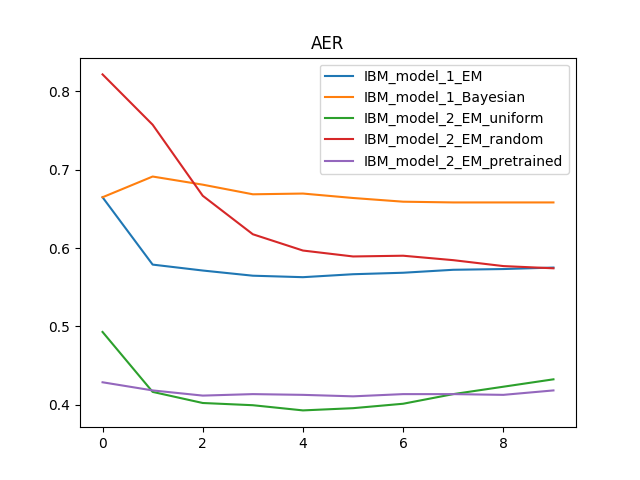 AER
IBM_model_1_EM
IBM_model_1_Bayesian
IBM_model_2_EM_uniform
IBM_model_2_EM_random
IBM_model_2_EM_pretrained
0.8
0.7
0.6
0.5
0.4
0 2 4 6 8